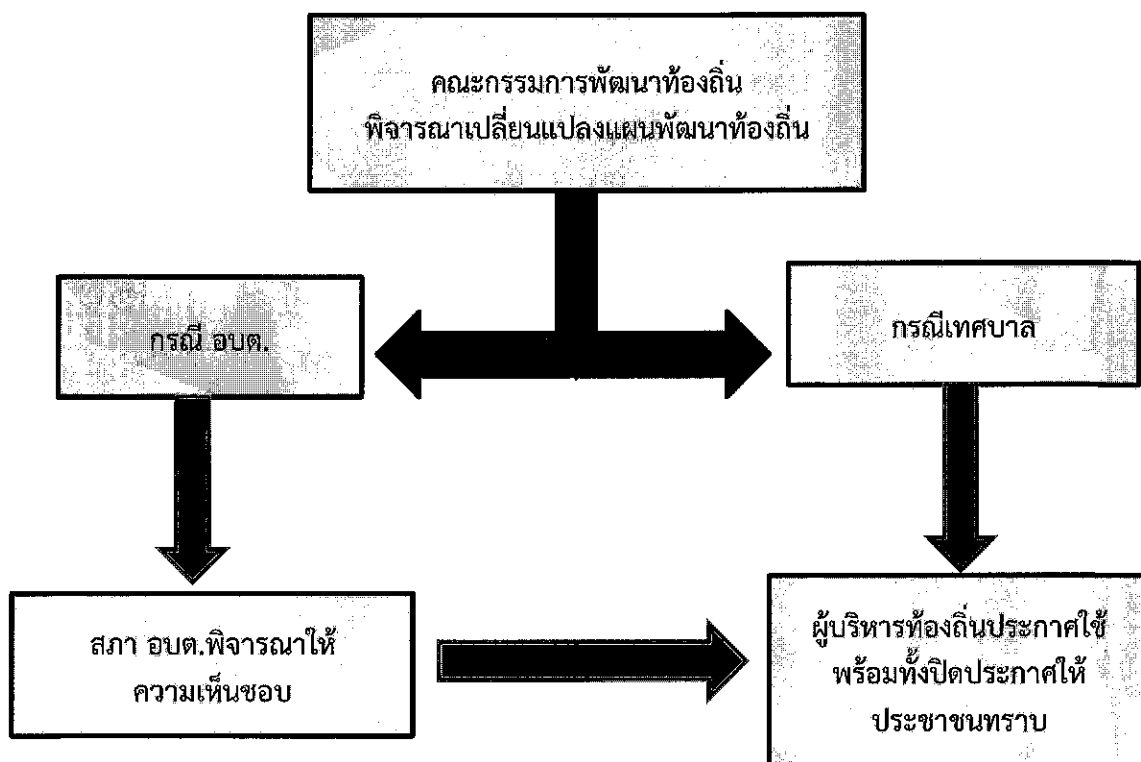 คณะกรรมการพัฒนาท้องถิ่น
พิจารณาเปลี่ยนแปลงแผนพัฒนาท้องถิ่น
กรณี อบต.
กรณีเทศบาล
สภา อบต.พิจารณาให้
ความเห็นชอบ
ผู้บริหารท้องถิ่นประกาศใช้
พร้อมทั้งปิดประกาศให้
ประชาชนทราบ